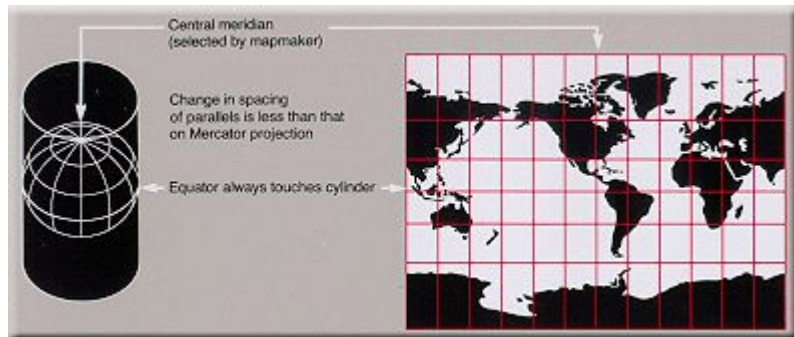 Central meridian
(selected by mapmaker)
Change in spacing
of parallels is less than that
on Mercator projection
Equator always touches cylinder